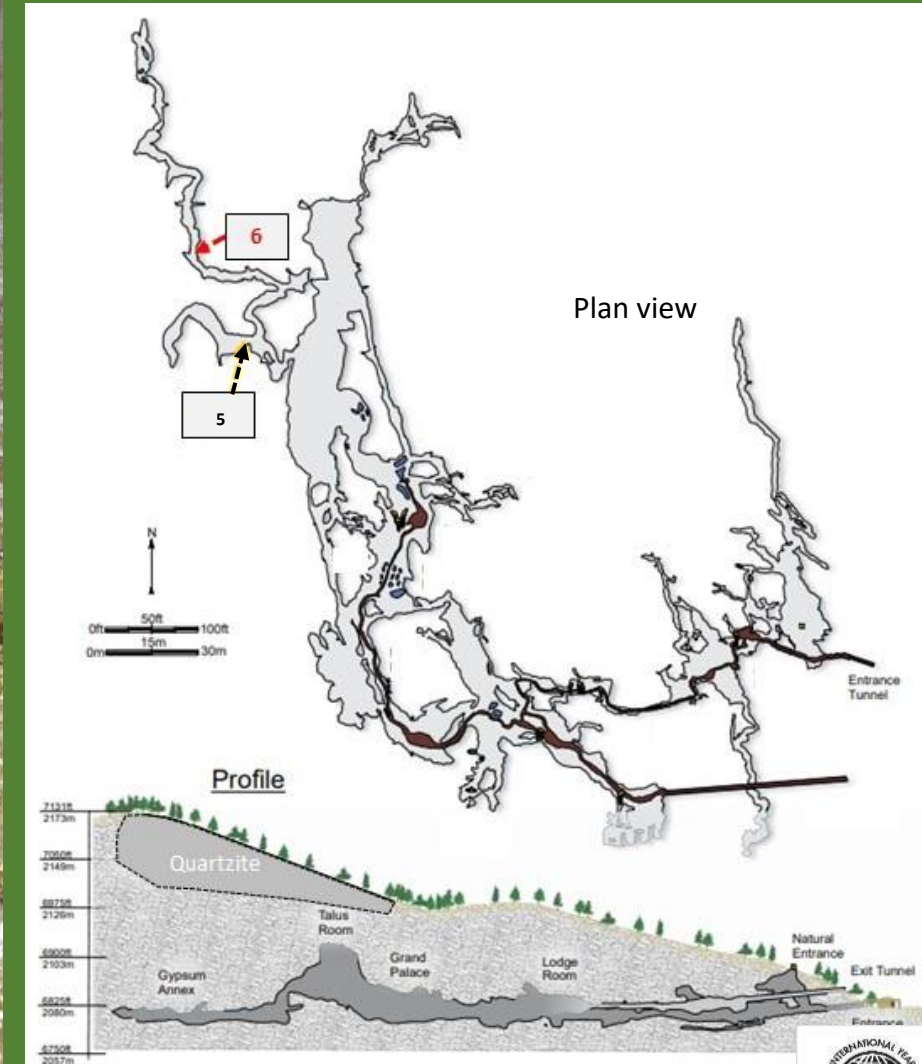 6
Plan view
5
N
0ft 50ft 100ft
0m 15m 30m
Entrance
Tunnel
Profile
7131ft
2173m
7050ft
2149m
Quartzite
6975ft
2126m
Talus
Room
6900ft
2103m
Grand
Palace
Lodge
Room
Natural
Entrance
Gypsum
Annex
Exit Tunnel
6825ft
2080m
Entrance
6750ft
2057m
INTERNATIONAL